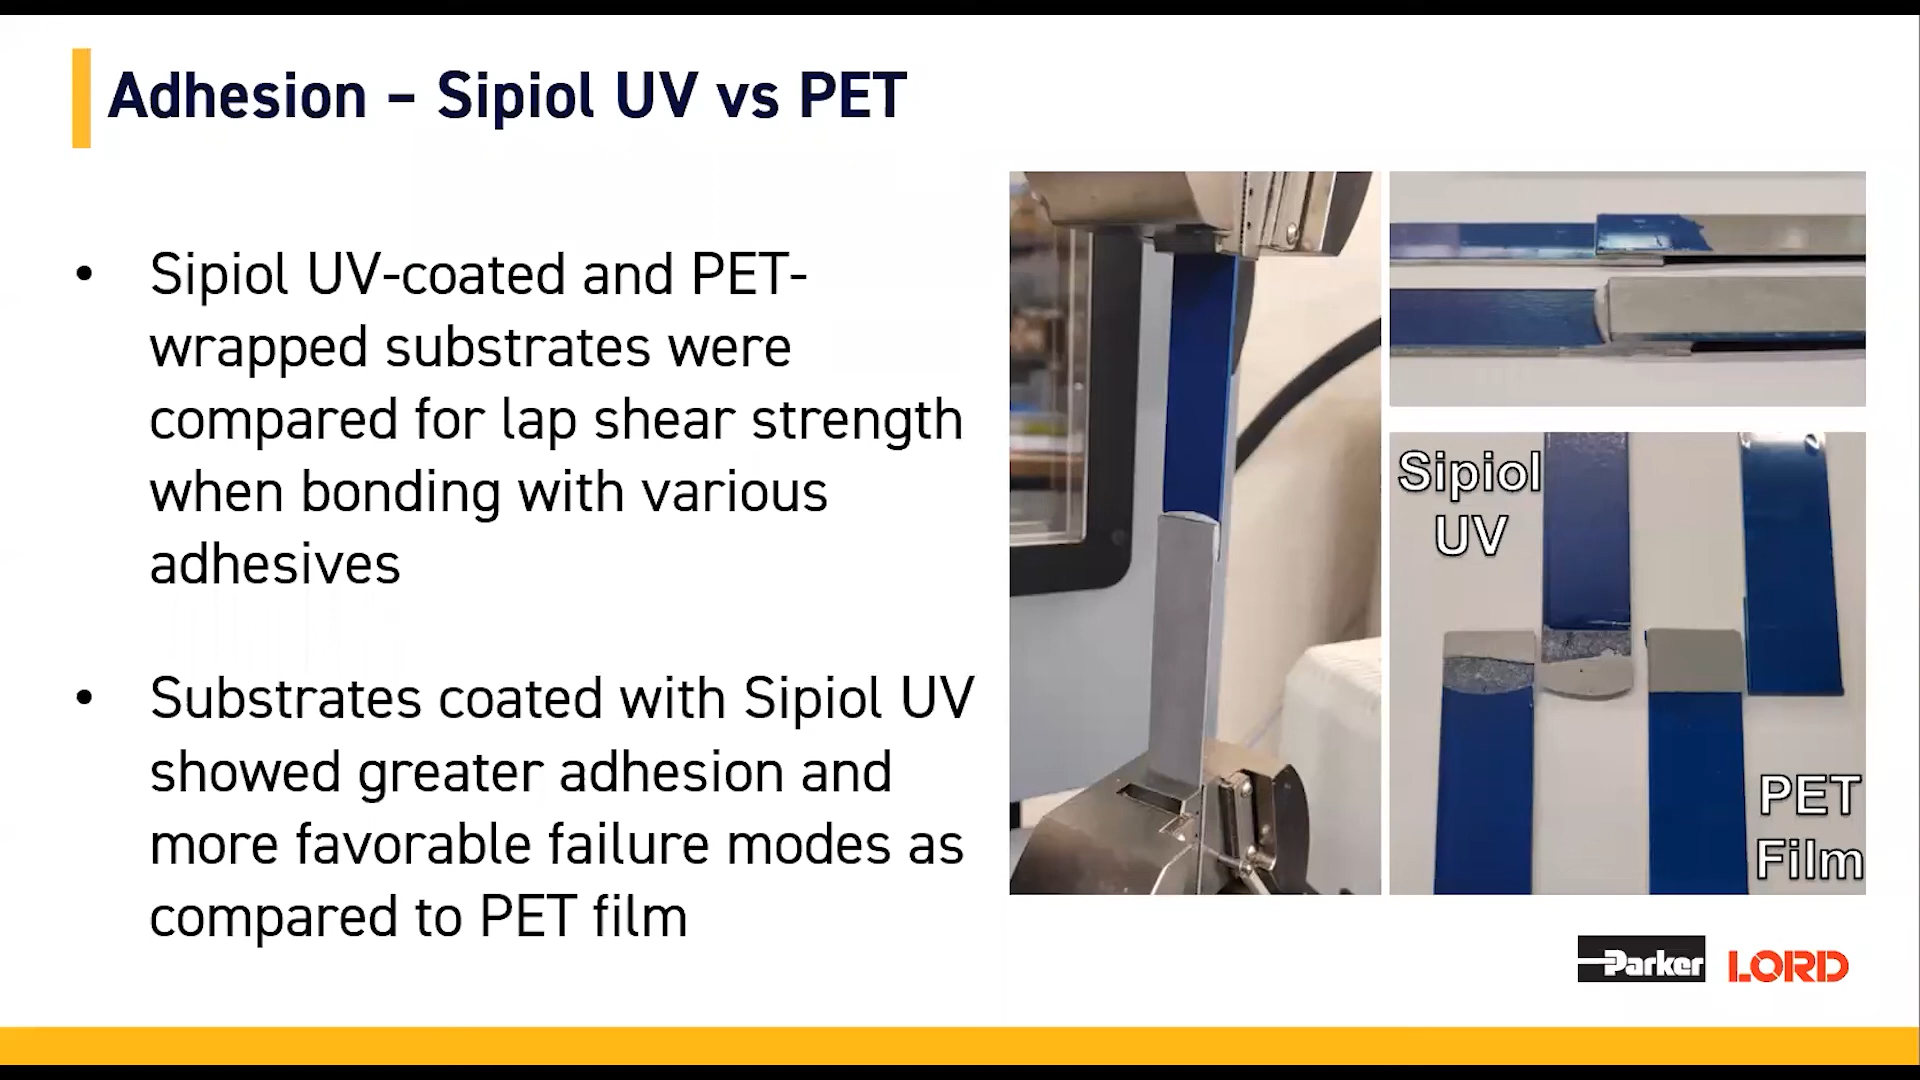 Adhesion – Sipiol UV vs PET
• Sipiol UV-coated and PET-
wrapped substrates were
compared for lap shear strength
when bonding with various
adhesives
• Substrates coated with Sipiol UV
showed greater adhesion and
more favorable failure modes as
compared to PET film
Sipiol
UV
PET
Film
Parker LORD